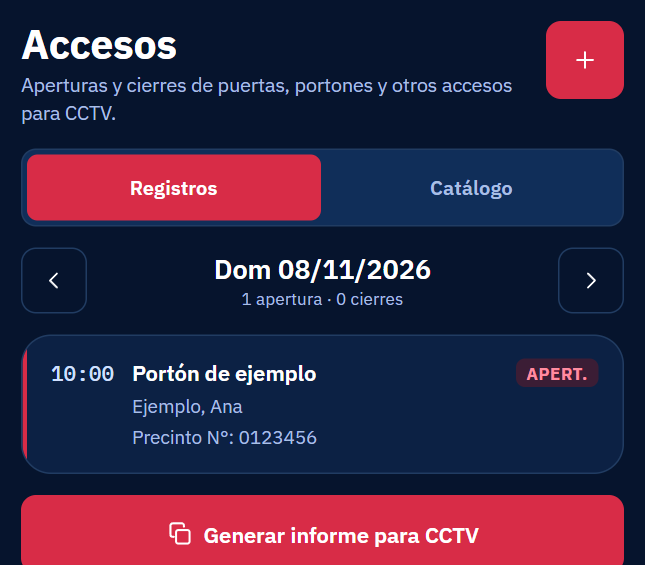 Accesos
Aperturas y cierres de puertas, portones y otros accesos
para CCTV.
Registros
Catálogo
Dom 08/11/2026
1 apertura · 0 cierres
10:00 Portón de ejemplo APERT.
Ejemplo, Ana
Precinto N°: 0123456
Generar informe para CCTV